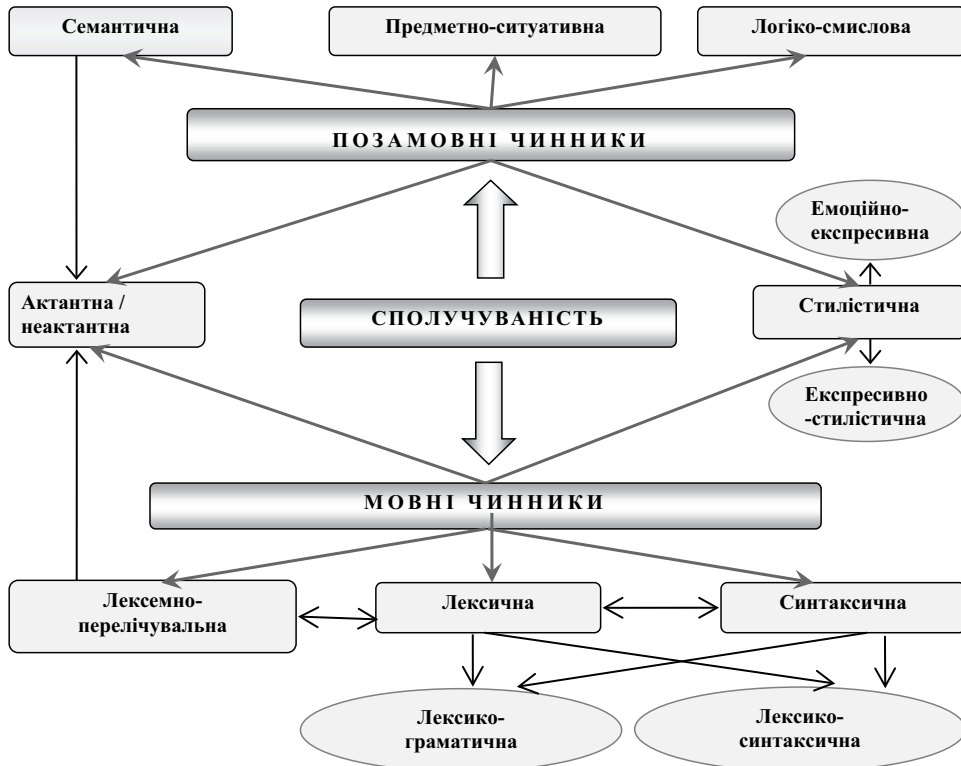 Семантична
Предметно-ситуативна
Логіко-смислова
ПОЗАМОВНІ ЧИННИКИ
Емоційно-
експресивна
Актантна /
неактантна
СПОЛУЧУВАНІСТЬ
Стилістична
Експресивно
-стилістична
МОВНІ ЧИННИКИ
Лексемно-
перелічувальна
Лексична
Синтаксична
Лексико-
граматична
Лексико-
синтаксична